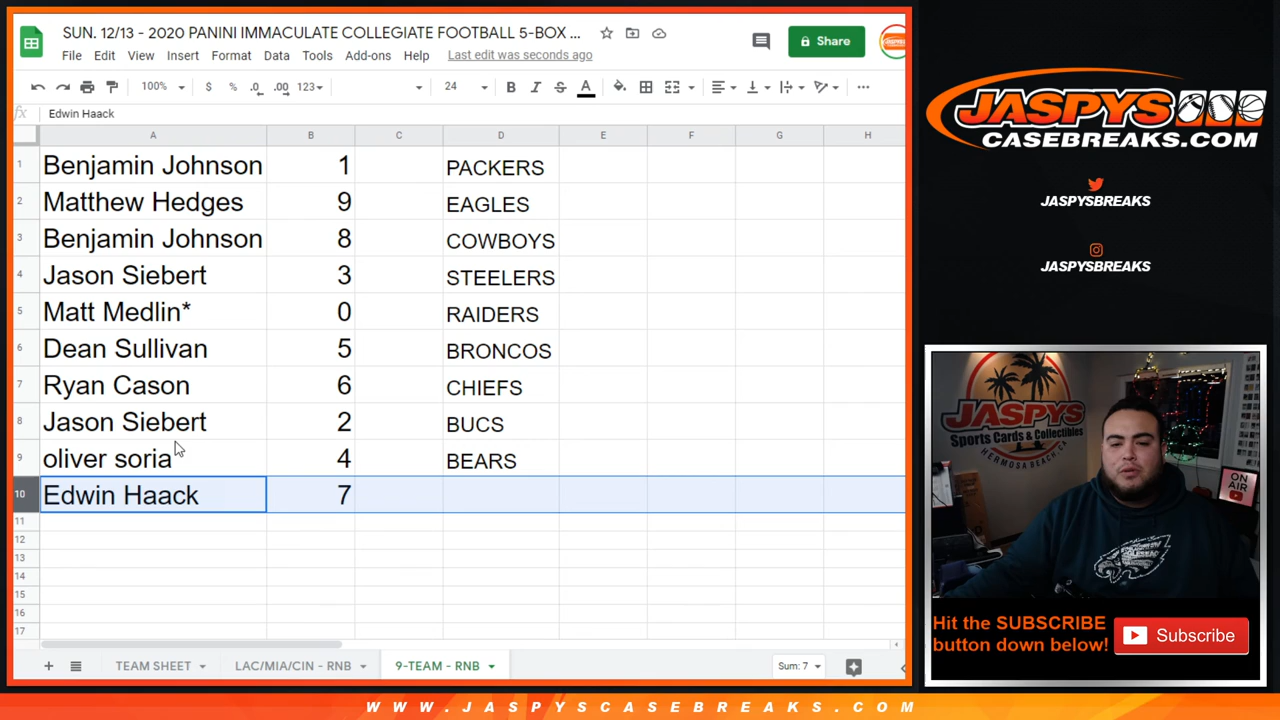 SUN. 12/13 - 2020 PANINI IMMACULATE COLLEGIATE FOOTBALL 5-BOX ...
File Edit View Insert Format Data Tools Add-ons Help Last edit was seconds ago
Share
100% $ % .0 .00 123 24 B I S A
fx Edwin Haack
A B C D E F G H
1 Benjamin Johnson 1 PACKERS
2 Matthew Hedges 9 EAGLES
3 Benjamin Johnson 8 COWBOYS
4 Jason Siebert 3 STEELERS
5 Matt Medlin* 0 RAIDERS
6 Dean Sullivan 5 BRONCOS
7 Ryan Cason 6 CHIEFS
8 Jason Siebert 2 BUCS
9 oliver soria 4 BEARS
10 Edwin Haack 7
11
12
13
14
15
16
17
TEAM SHEET LAC/MIA/CIN - RNB 9-TEAM - RNB Sum: 7
JASPYS
CASEBREAKS.COM
JASPYSBREAKS
JASPYSBREAKS
JASPYS
Sports Cards & Collectibles
HERMOSA BEACH, CA
ON AIR
Hit the SUBSCRIBE
button down below!
Subscribe
WWW.JASPYSCASEBREAKS.COM